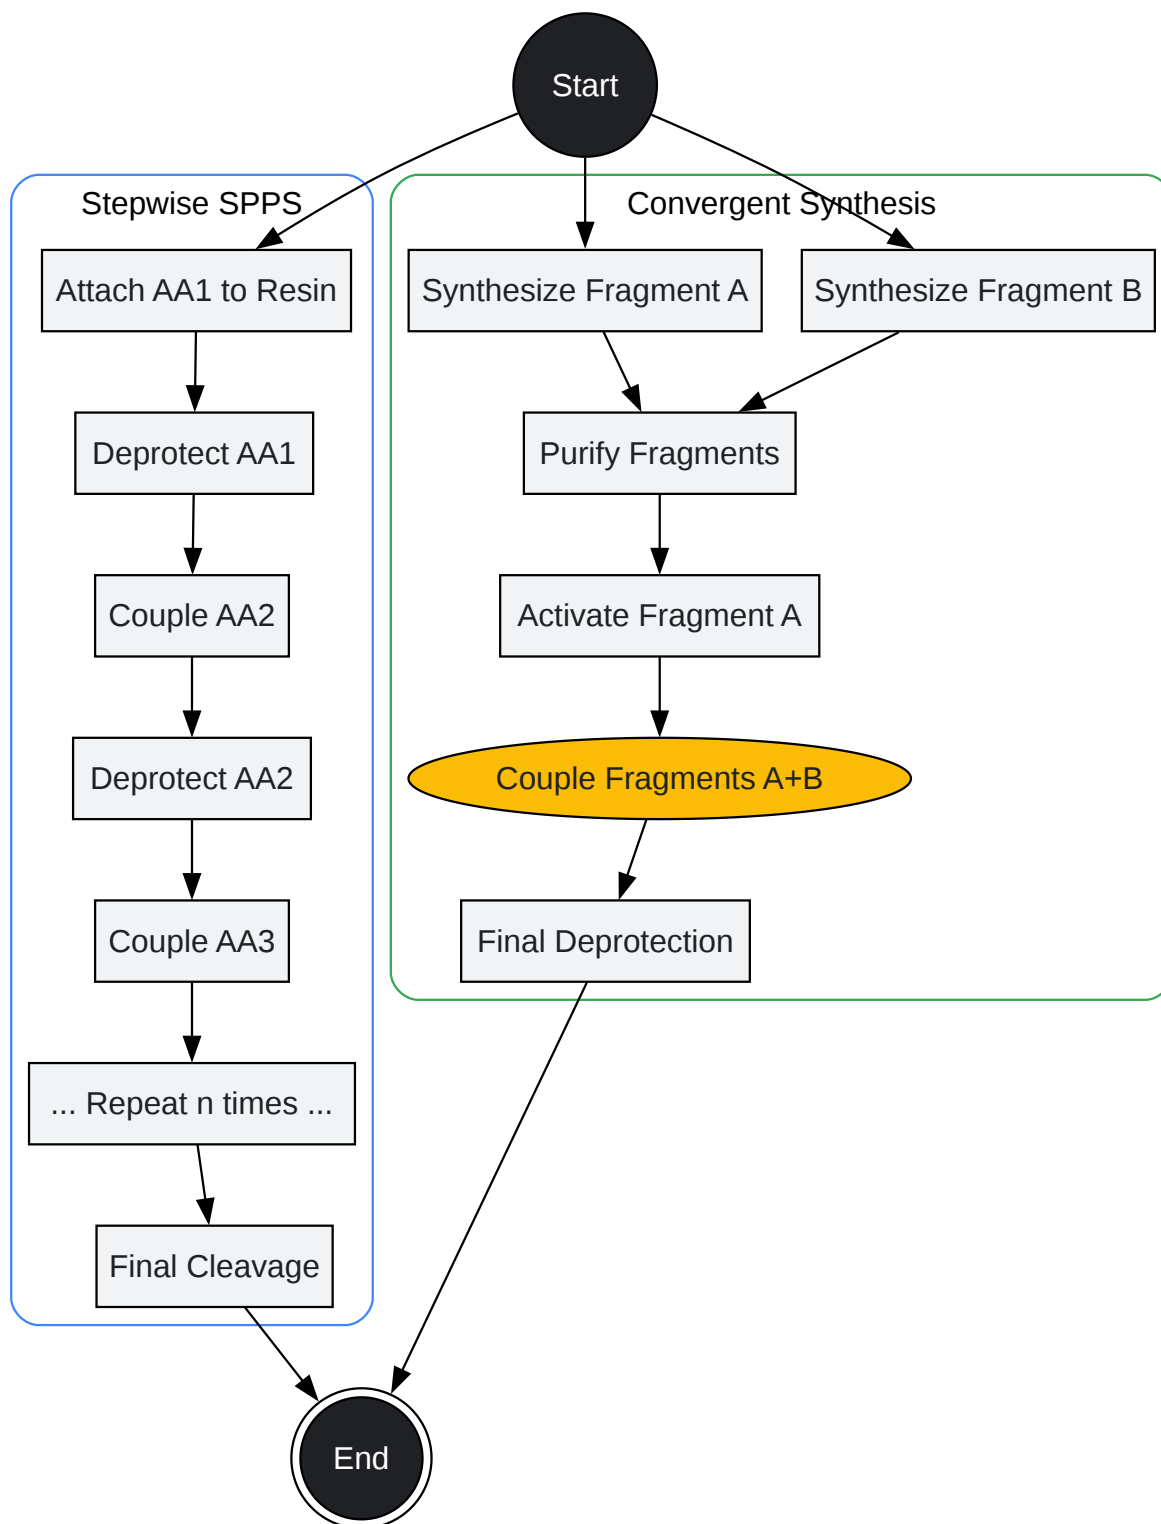 Start
Stepwise SPPS
Attach AA1 to Resin
Deprotect AA1
Couple AA2
Deprotect AA2
Couple AA3
... Repeat n times ...
Final Cleavage
Convergent Synthesis
Synthesize Fragment A
Synthesize Fragment B
Purify Fragments
Activate Fragment A
Couple Fragments A+B
Final Deprotection
End